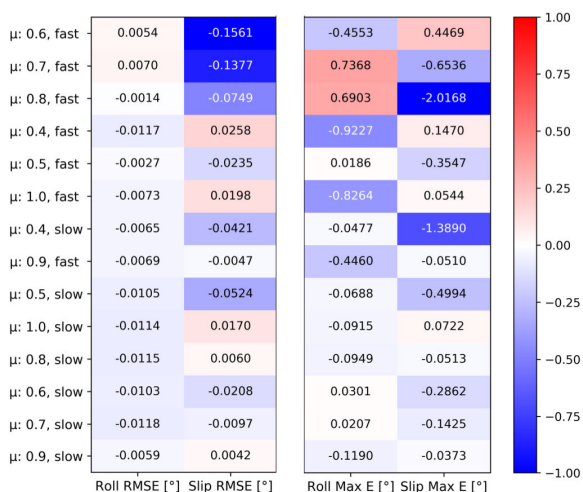 μ: 0.6, fast 0.0054 -0.1561 -0.4553 0.4469
μ: 0.7, fast 0.0070 -0.1377 0.7368 -0.6536
μ: 0.8, fast -0.0014 -0.0749 0.6903 -2.0168
μ: 0.4, fast -0.0117 0.0258 -0.9227 0.1470
μ: 0.5, fast -0.0027 -0.0235 0.0186 -0.3547
μ: 1.0, fast -0.0073 0.0198 -0.8264 0.0544
μ: 0.4, slow -0.0065 -0.0421 -0.0477 -1.3890
μ: 0.9, fast -0.0069 -0.0047 -0.4460 -0.0510
μ: 0.5, slow -0.0105 -0.0524 -0.0688 -0.4994
μ: 1.0, slow -0.0114 0.0170 -0.0915 0.0722
μ: 0.8, slow -0.0115 0.0060 -0.0949 -0.0513
μ: 0.6, slow -0.0103 -0.0208 0.0301 -0.2862
μ: 0.7, slow -0.0118 -0.0097 0.0207 -0.1425
μ: 0.9, slow -0.0059 0.0042 -0.1190 -0.0373
Roll RMSE [°] Slip RMSE [°] Roll Max E [°] Slip Max E [°]
1.00
0.75
0.50
0.25
0.00
−0.25
−0.50
−0.75
−1.00